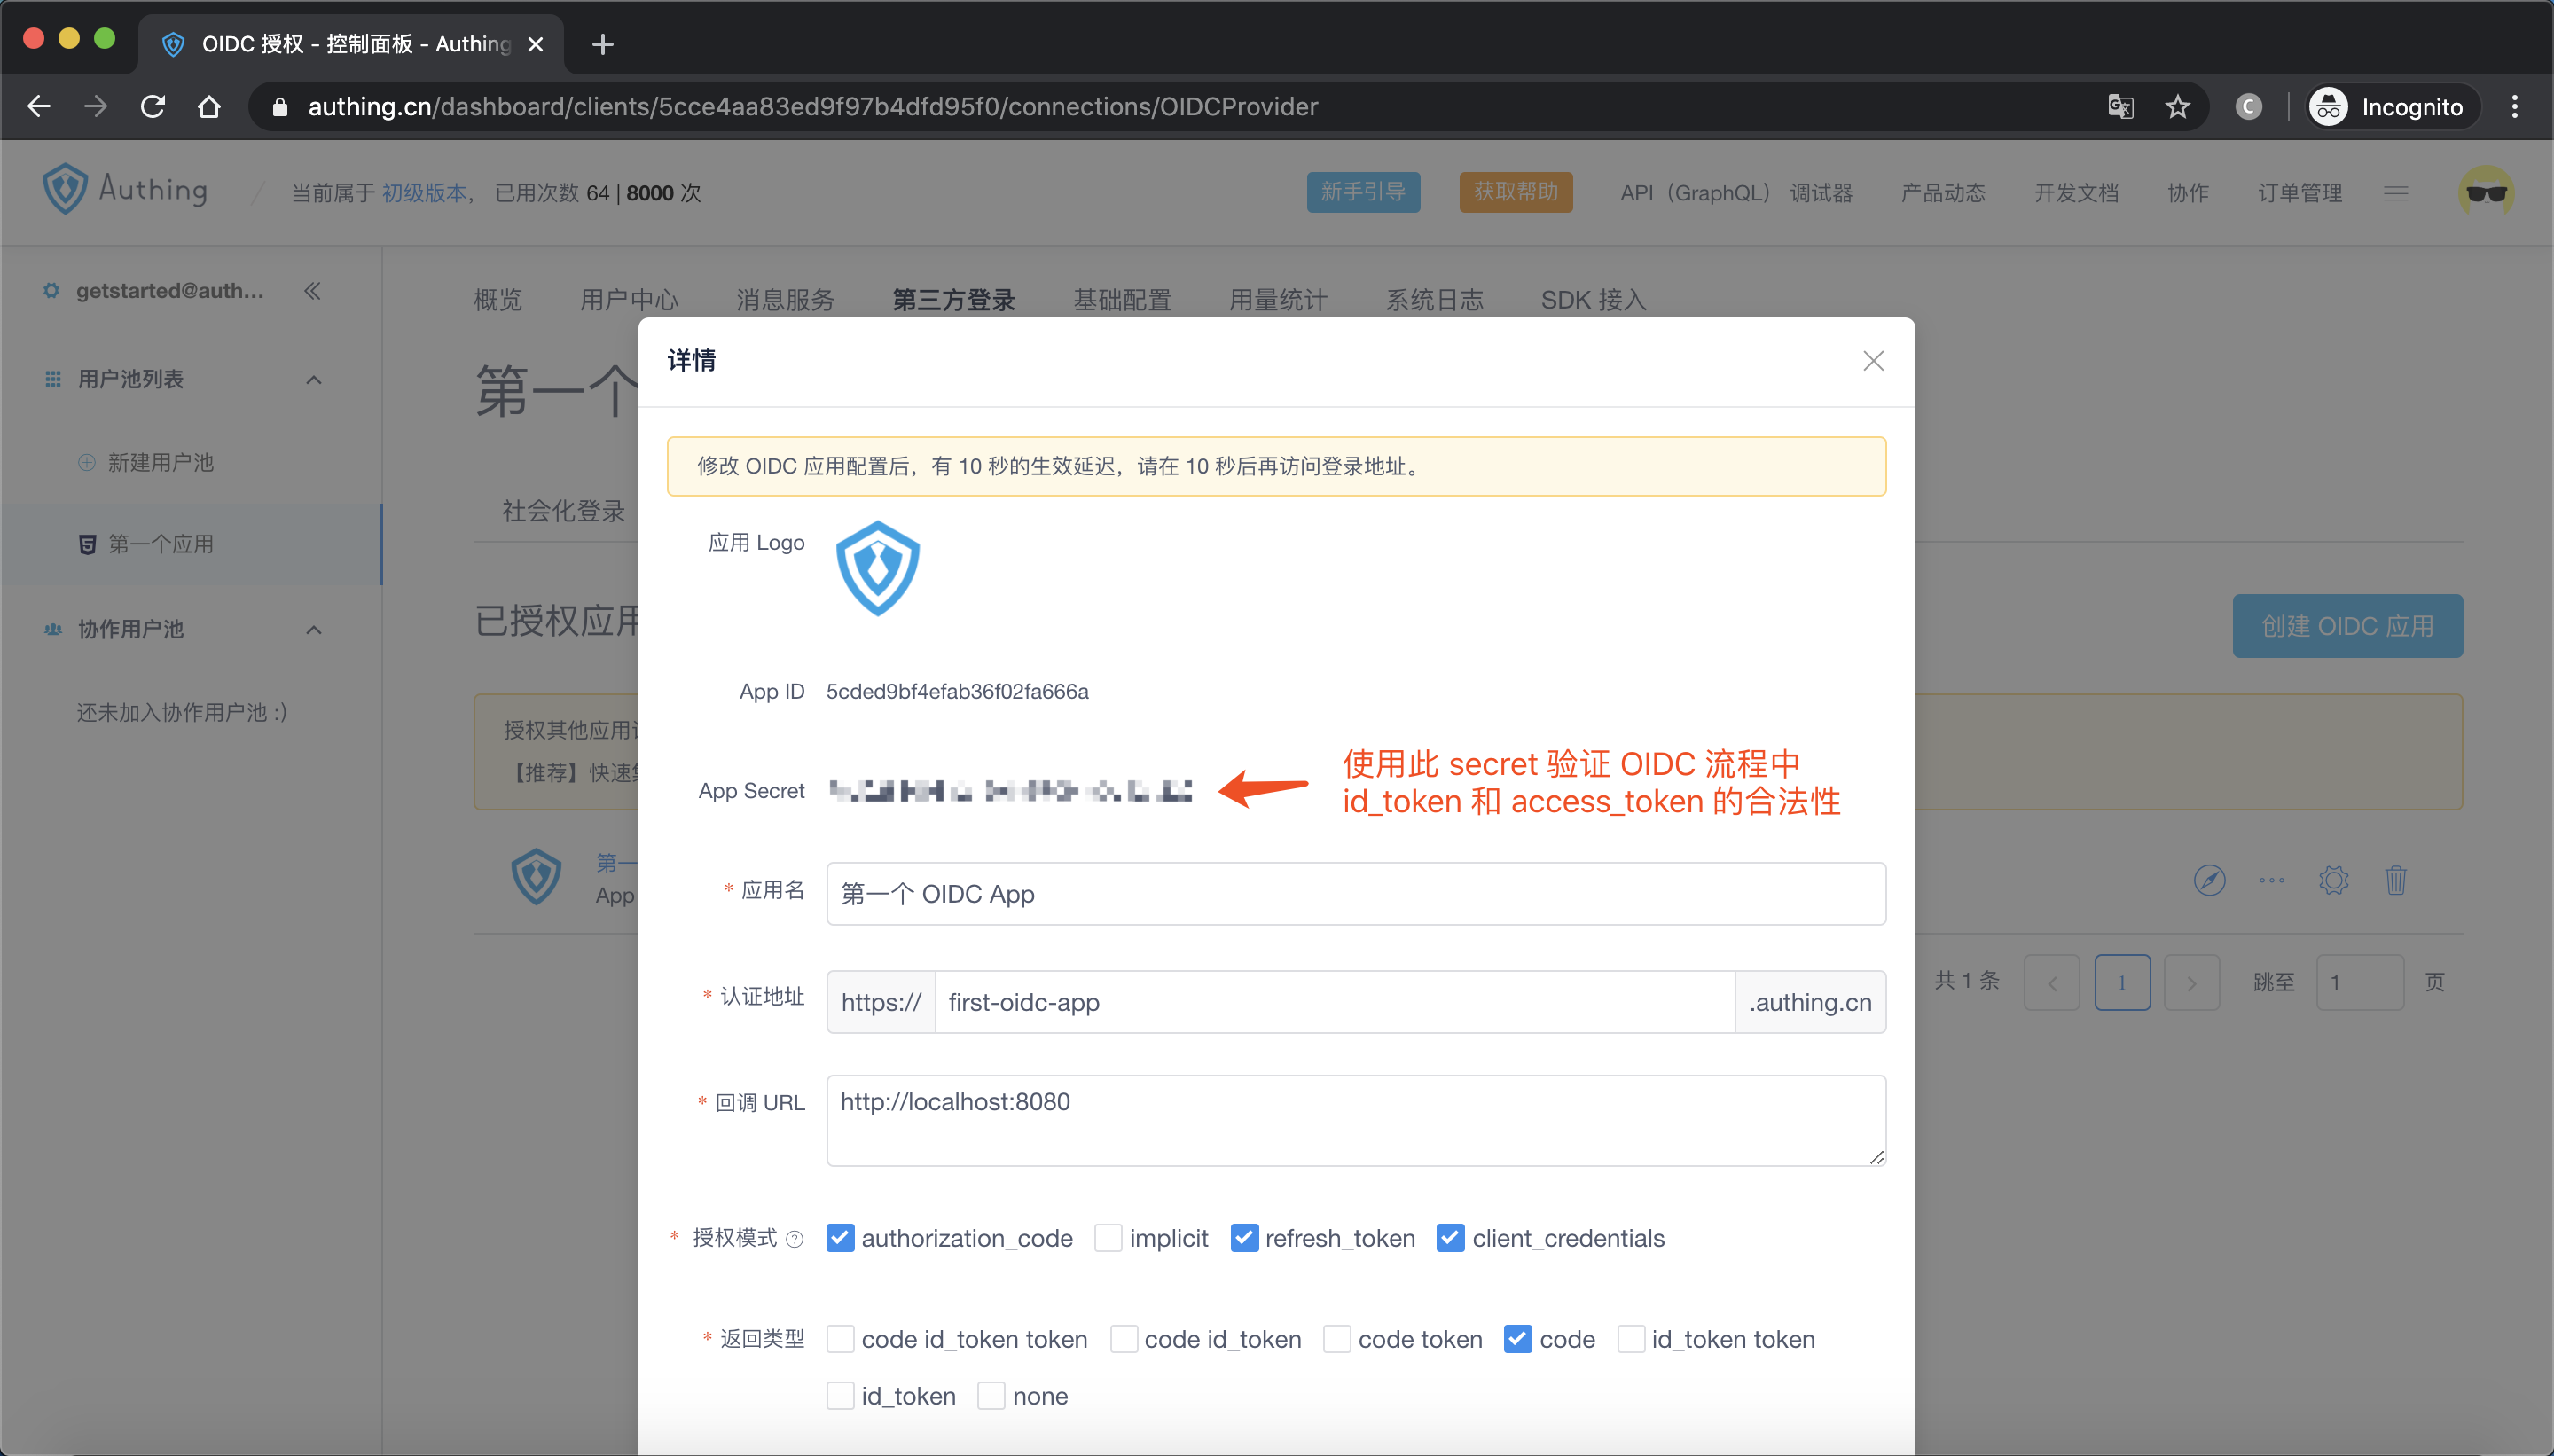 OIDC 授权 - 控制面板 - Authing
authing.cn/dashboard/clients/5cce4aa83ed9f97b4dfd95f0/connections/OIDCProvider
C
Incognito
Authing
/ 当前属于 初级版本， 已用次数 64 | 8000 次
新手引导
获取帮助
API（GraphQL） 调试器
产品动态
开发文档
协作
订单管理
getstarted@auth...
用户池列表
新建用户池
第一个应用
协作用户池
还未加入协作用户池 :)
概览
用户中心
消息服务
第三方登录
基础配置
用量统计
系统日志
SDK 接入
第一个
社会化登录
已授权应用
创建 OIDC 应用
授权其他应用
【推荐】快速
第一
App
共 1 条
1
跳至
1
页
详情
修改 OIDC 应用配置后，有 10 秒的生效延迟，请在 10 秒后再访问登录地址。
应用 Logo
App ID 5cded9bf4efab36f02fa666a
App Secret
使用此 secret 验证 OIDC 流程中
id_token 和 access_token 的合法性
* 应用名 第一个 OIDC App
* 认证地址 https:// first-oidc-app .authing.cn
* 回调 URL http://localhost:8080
* 授权模式 authorization_code implicit refresh_token client_credentials
* 返回类型 code id_token token code id_token code token code id_token token
id_token none